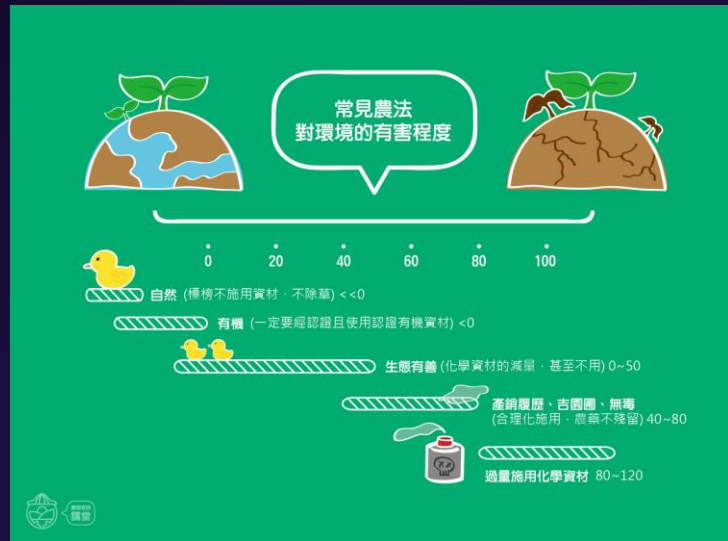 常見農法
對環境的有害程度
0 20 40 60 80 100
自然 (標榜不施用資材、不除草) <<0
有機 (一定要經認證且使用認證有機資材) <0
生態有善 (化學資材的減量，甚至不用) 0~50
產銷履歷、吉園圃、無毒
(合理化施用，農藥不殘留) 40~80
過量施用化學資材 80~120
講堂